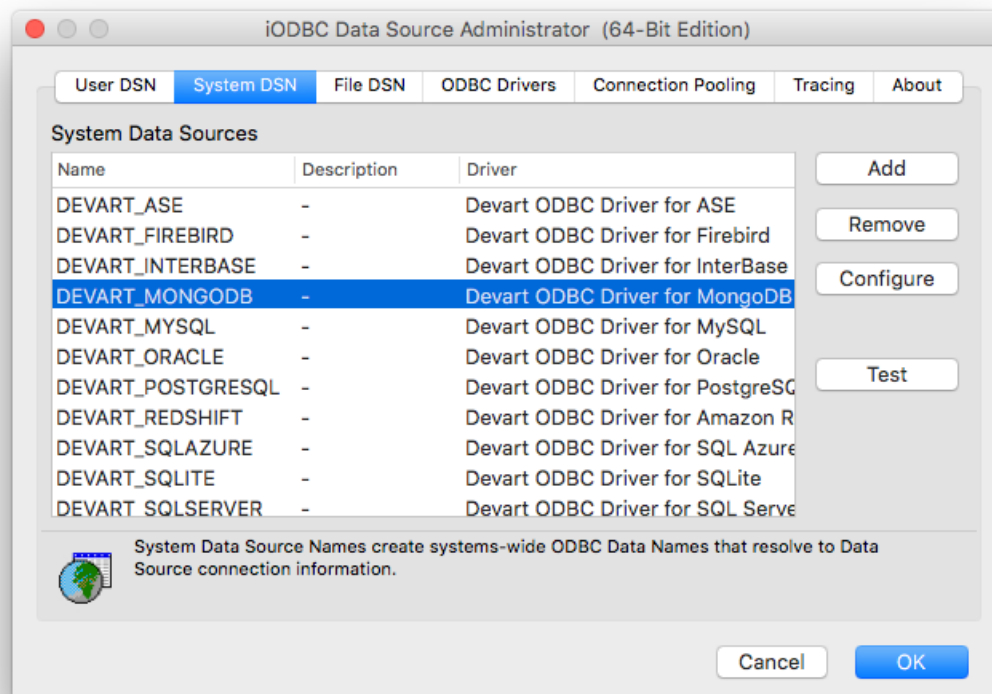 iODBC Data Source Administrator (64-Bit Edition)
User DSN System DSN File DSN ODBC Drivers Connection Pooling Tracing About
System Data Sources
Name Description Driver
DEVART_ASE - Devart ODBC Driver for ASE
DEVART_FIREBIRD - Devart ODBC Driver for Firebird
DEVART_INTERBASE - Devart ODBC Driver for InterBase
DEVART_MONGODB - Devart ODBC Driver for MongoDB
DEVART_MYSQL - Devart ODBC Driver for MySQL
DEVART_ORACLE - Devart ODBC Driver for Oracle
DEVART_POSTGRESQL - Devart ODBC Driver for PostgreSQ
DEVART_REDSHIFT - Devart ODBC Driver for Amazon R
DEVART_SQLAZURE - Devart ODBC Driver for SQL Azure
DEVART_SQLITE - Devart ODBC Driver for SQLite
DEVART_SQLSERVER - Devart ODBC Driver for SQL Serve
Add
Remove
Configure
Test
System Data Source Names create systems-wide ODBC Data Names that resolve to Data
Source connection information.
Cancel OK